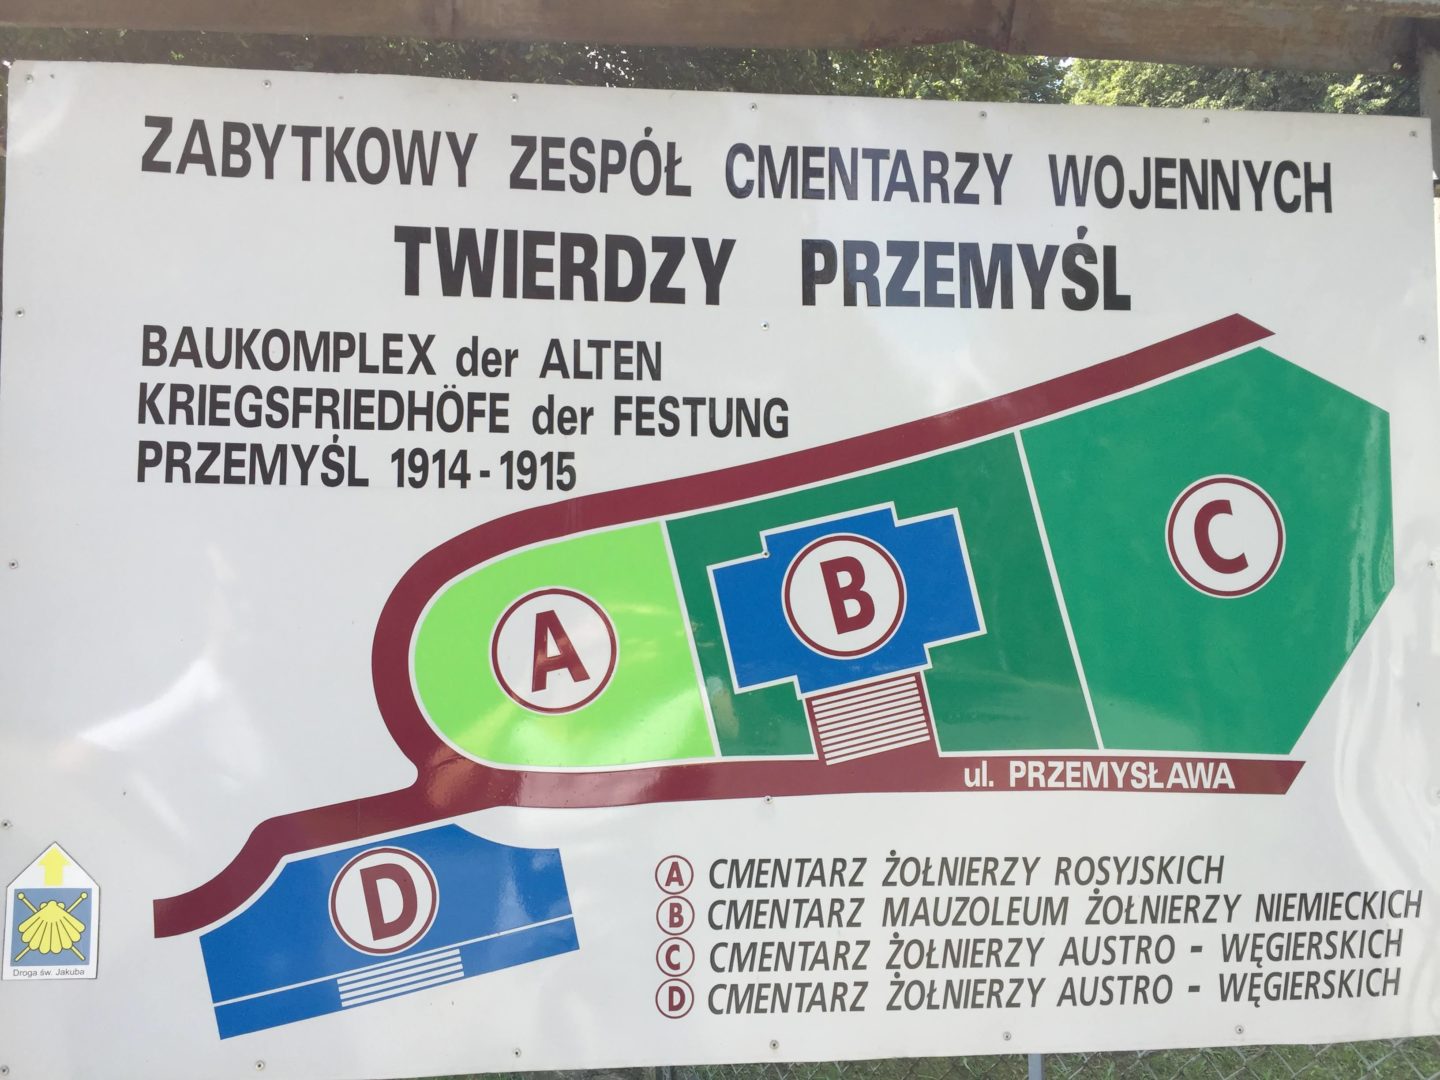 ZABYTKOWY ZESPÓŁ CMENTARZY WOJENNYCH
TWIERDZY PRZEMYŚL
BAUKOMPLEX der ALTEN
KRIEGSFRIEDHÖFE der FESTUNG
PRZEMYŚL 1914-1915
A
B
C
D
ul. PRZEMYSŁAWA
A CMENTARZ ŻOŁNIERZY ROSYJSKICH
B CMENTARZ MAUZOLEUM ŻOŁNIERZY NIEMIECKICH
C CMENTARZ ŻOŁNIERZY AUSTRO - WĘGIERSKICH
D CMENTARZ ŻOŁNIERZY AUSTRO - WĘGIERSKICH
Droga św. Jakuba